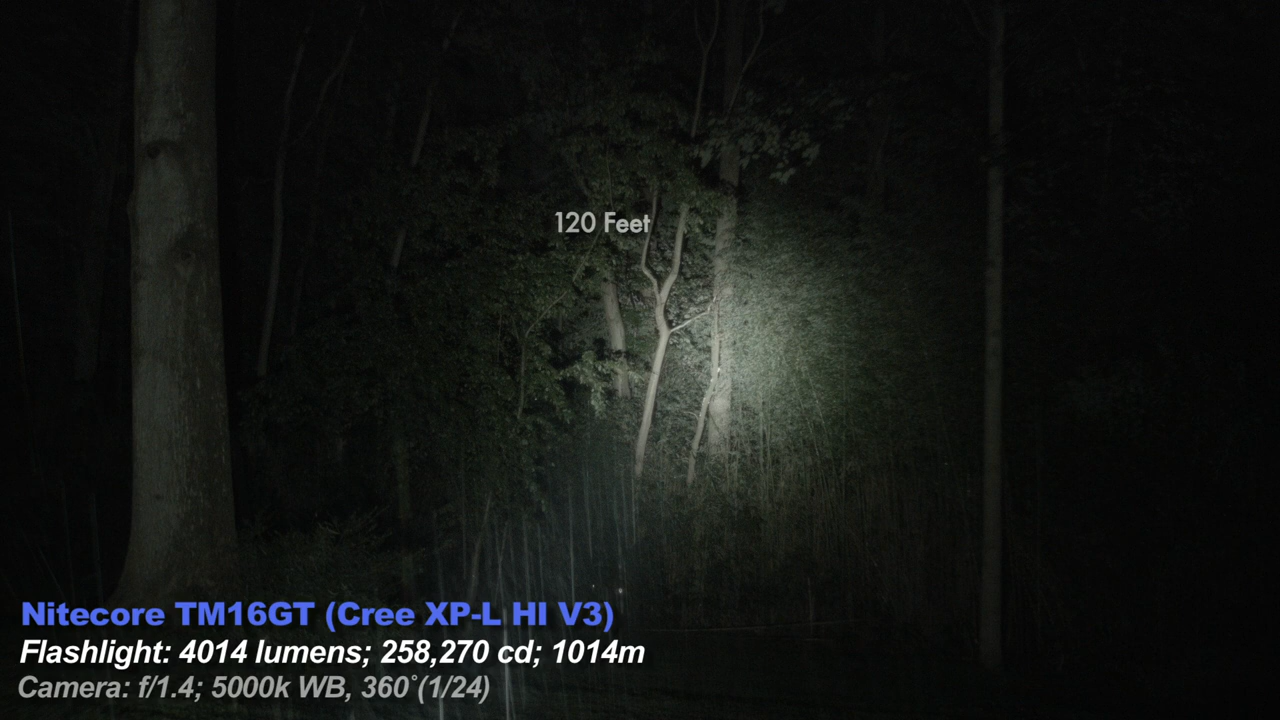 120 Feet
Nitecore TM16GT (Cree XP-L HI V3)
Flashlight: 4014 lumens; 258,270 cd; 1014m
Camera: f/1.4; 5000k WB, 360°(1/24)